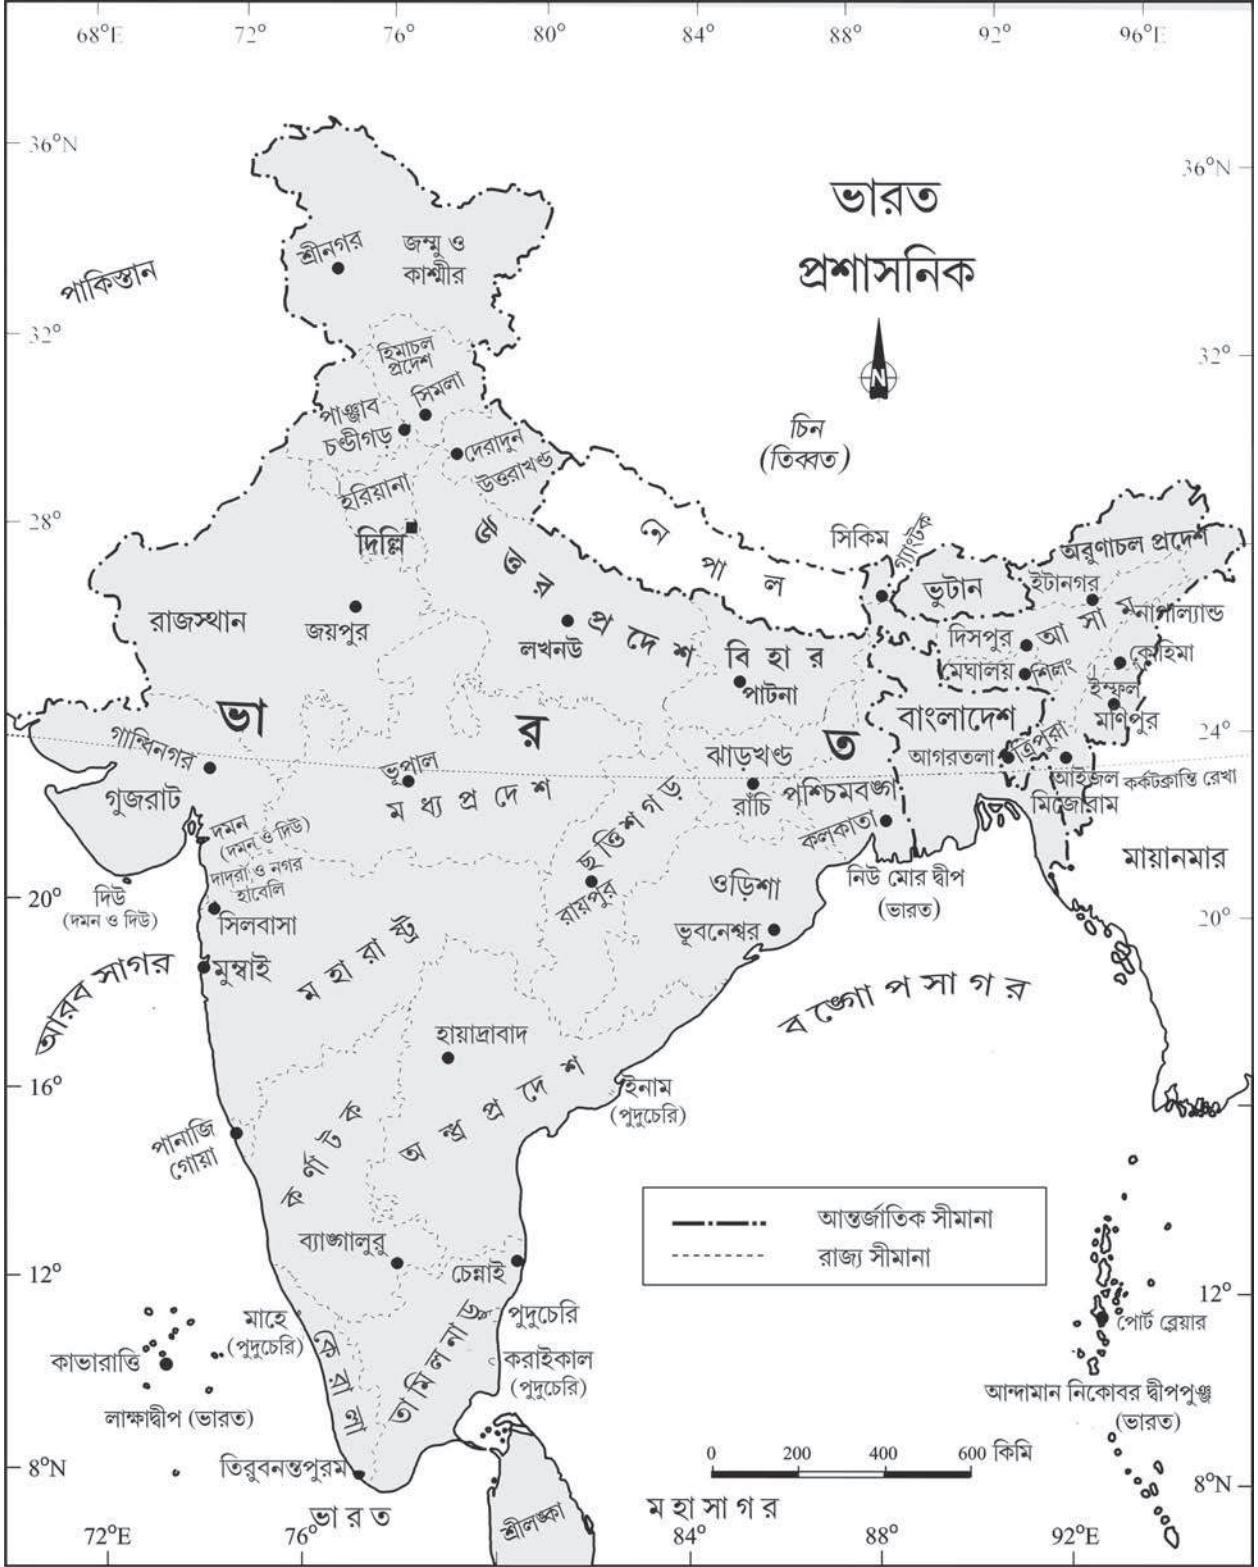 68°E 72° 76° 80° 84° 88° 92° 96°E
36°N
36°N
ভারত
প্রশাসনিক
শ্রীনগর
জম্মু ও
কাশ্মীর
পাকিস্তান
32°
32°
হিমাচল
প্রদেশ
সিমলা
N
পাঞ্জাব
চণ্ডীগড়
দেরাদুন
উত্তরাখণ্ড
চিন
(তিব্বত)
হরিয়ানা
28°
দিল্লি
নেপাল
সিকিম
গ্যাংটক
ভুটান
অরুণাচল প্রদেশ
ইটানগর
উত্তর প্রদেশ
রাজস্থান
জয়পুর
লখনউ
বিহার
পাটনা
দিসপুর
আসাম
নাগাল্যান্ড
কোহিমা
মেঘালয়
শিলং
ইম্ফল
মণিপুর
ভারত
বাংলাদেশ
24°
গান্ধিনগর
গুজরাট
ভূপাল
মধ্যপ্রদেশ
ঝাড়খণ্ড
রাঁচি
পশ্চিমবঙ্গ
কলকাতা
আগরতলা
ত্রিপুরা
আইজল
মিজোরাম
কর্কটক্রান্তি রেখা
দমন
(দমন ও দিউ)
দাদরা ও নগর
হাবেলি
ছত্তিশগড়
রায়পুর
মায়ানমার
20°
দিউ
(দমন ও দিউ)
সিলবাসা
ওড়িশা
ভূবনেশ্বর
নিউ মোর দ্বীপ
(ভারত)
20°
আরব সাগর
মুম্বাই
মহারাষ্ট্র
বঙ্গোপসাগর
হায়াদ্রাবাদ
16°
ইনাম
(পুদুচেরি)
পানাজি
গোয়া
কর্ণাটক
অন্ধ্রপ্রদেশ
আন্তর্জাতিক সীমানা
রাজ্য সীমানা
ব্যাঙ্গালুরু
চেন্নাই
12°
12°
মাহে
(পুদুচেরি)
পুদুচেরি
পোর্ট ব্লেয়ার
কাভারাত্তি
কেরালা
তামিলনাড়ু
করাইকাল
(পুদুচেরি)
আন্দামান নিকোবর দ্বীপপুঞ্জ
(ভারত)
লাক্ষাদ্বীপ (ভারত)
0 200 400 600 কিমি
8°N
তিরুবনন্তপুরম
8°N
ভারত মহাসাগর
শ্রীলঙ্কা
72°E 76° 84° 88° 92°E